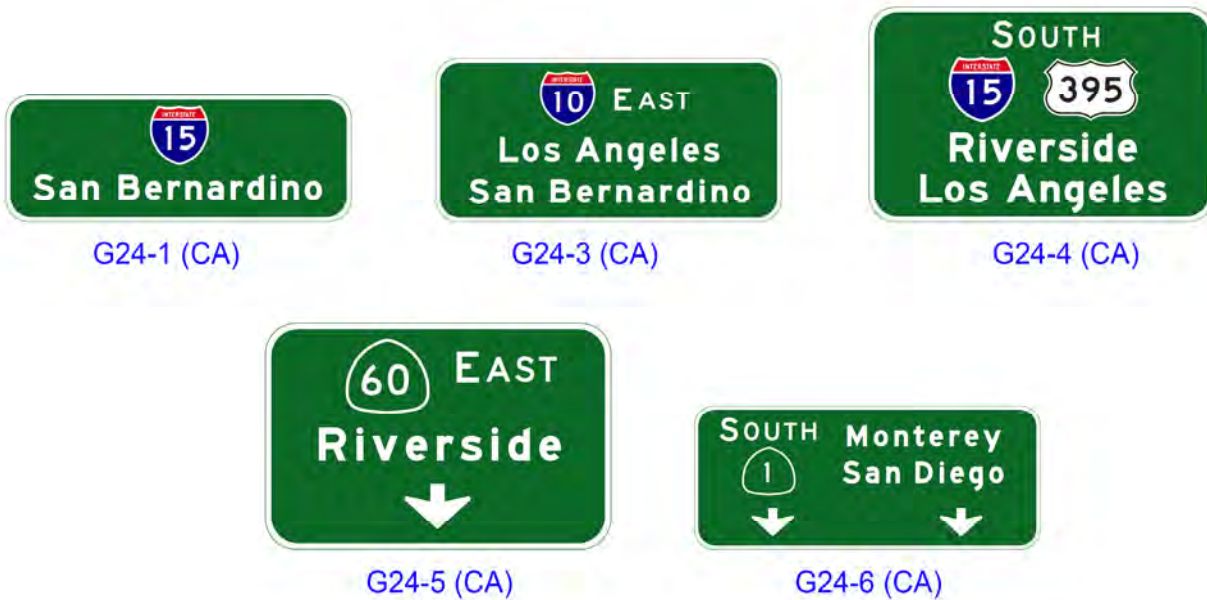 INTERSTATE
15
San Bernardino
G24-1 (CA)
INTERSTATE
10 EAST
Los Angeles
San Bernardino
G24-3 (CA)
SOUTH
INTERSTATE
15 395
Riverside
Los Angeles
G24-4 (CA)
60 EAST
Riverside
G24-5 (CA)
SOUTH Monterey
1 San Diego
G24-6 (CA)